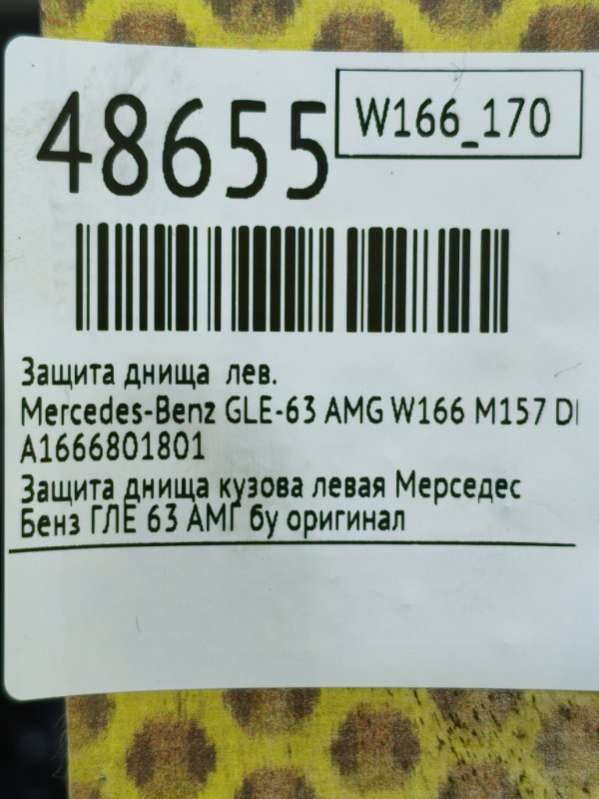 48655
W166_170
Защита днища лев.
Mercedes-Benz GLE-63 AMG W166 M157
A1666801801
Защита днища кузова левая Мерседес
Бенз ГЛЕ 63 АМГ бу оригинал